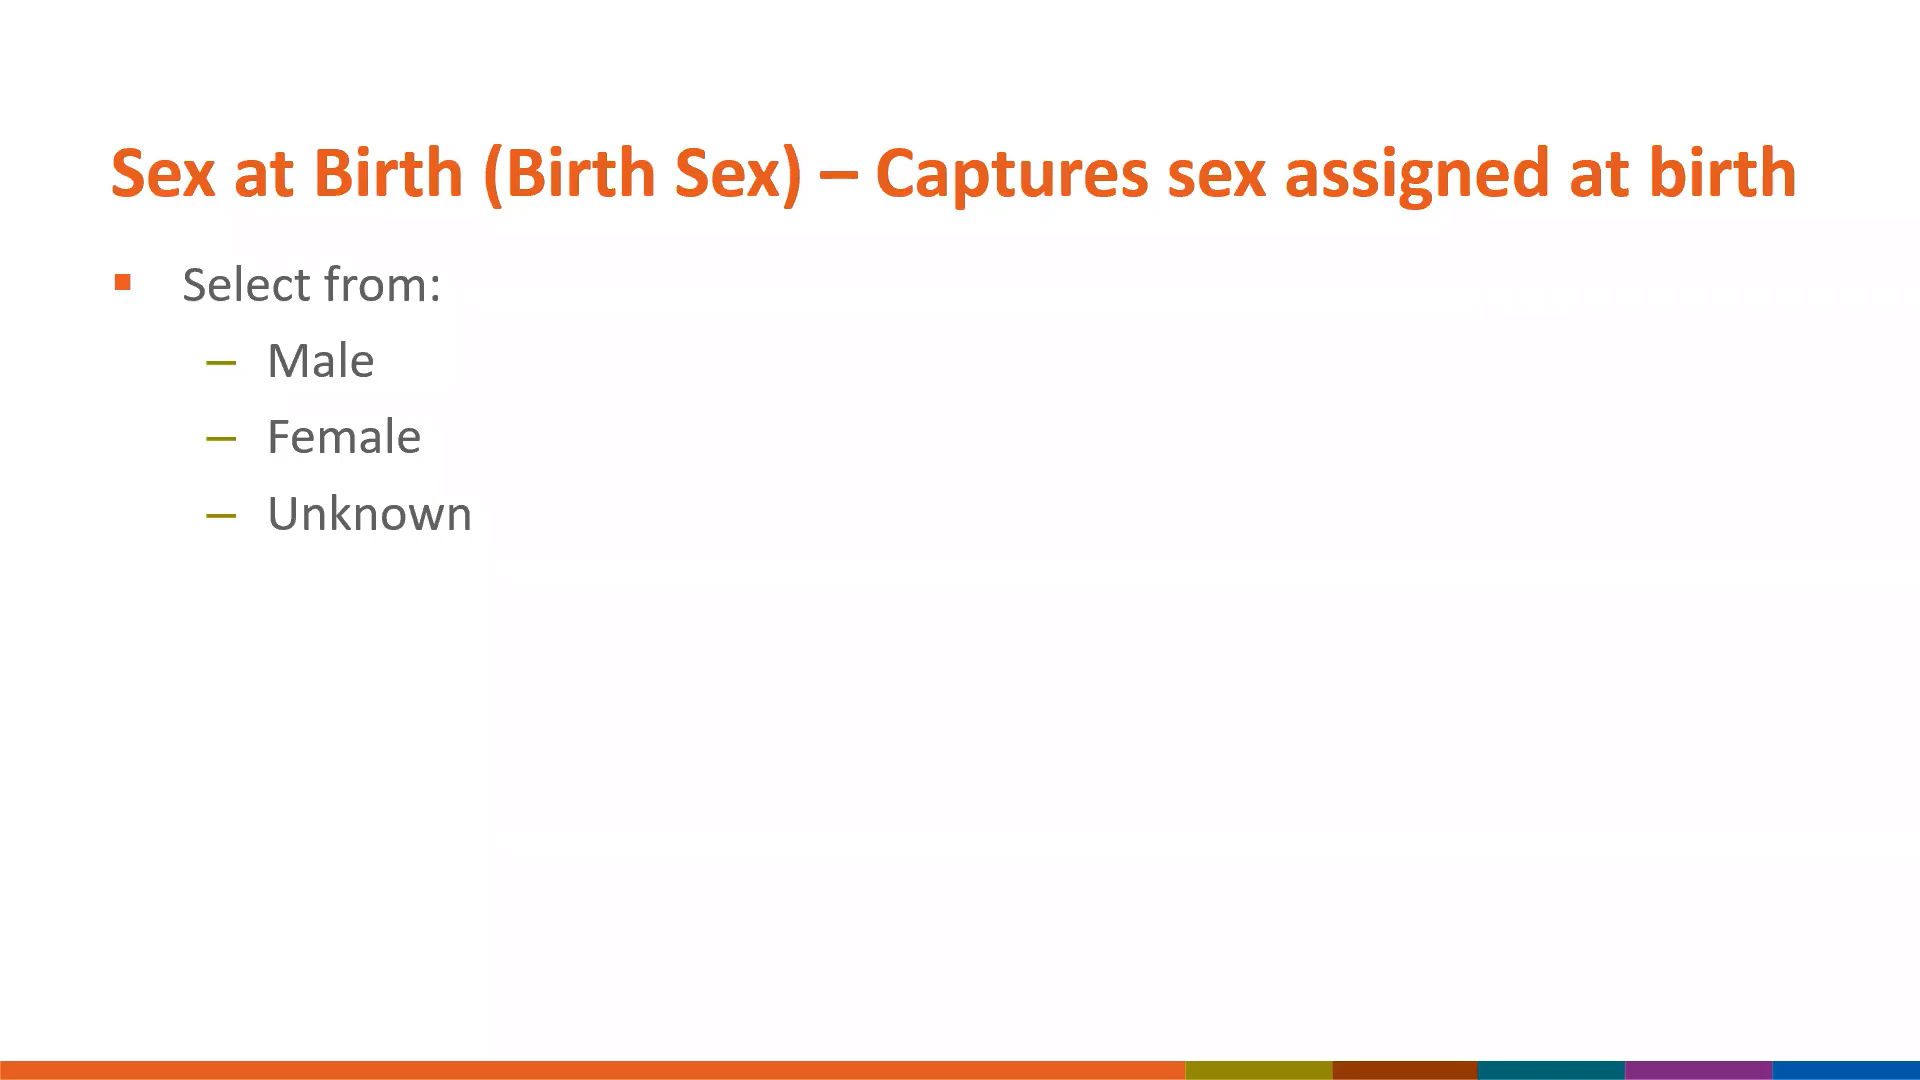 Sex at Birth (Birth Sex) – Captures sex assigned at birth
▪ Select from:
– Male
– Female
– Unknown